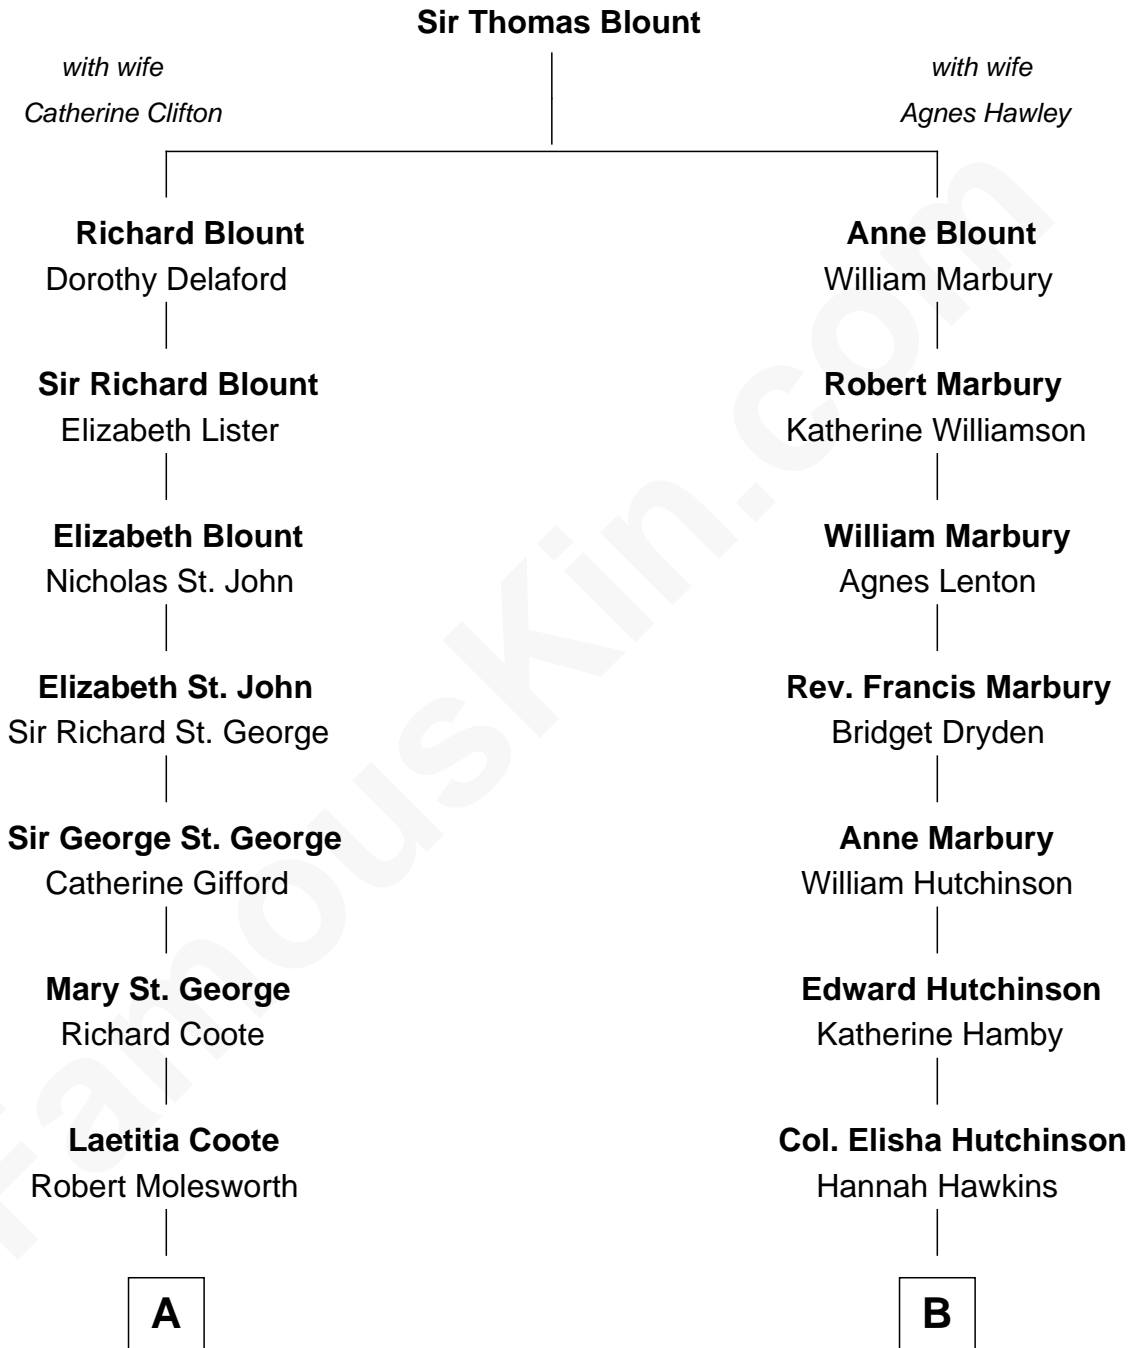 Sir Thomas Blount
with wife
Catherine Clifton
with wife
Agnes Hawley
Richard Blount
Dorothy Delaford
Anne Blount
William Marbury
Sir Richard Blount
Elizabeth Lister
Robert Marbury
Katherine Williamson
Elizabeth Blount
Nicholas St. John
William Marbury
Agnes Lenton
Elizabeth St. John
Sir Richard St. George
Rev. Francis Marbury
Bridget Dryden
Sir George St. George
Catherine Gifford
Anne Marbury
William Hutchinson
Mary St. George
Richard Coote
Edward Hutchinson
Katherine Hamby
Laetitia Coote
Robert Molesworth
Col. Elisha Hutchinson
Hannah Hawkins
A
B
FamousKin.com